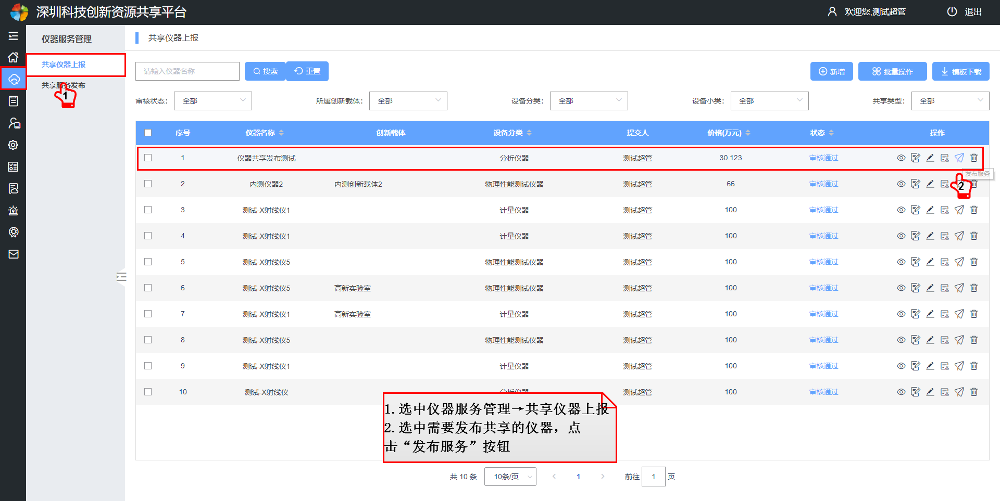 深圳科技创新资源共享平台
欢迎您,测试超管
退出
仪器服务管理
共享仪器上报
共享仪器上报
共享服务发布
1
请输入仪器名称
搜索
重置
新增
批量操作
模板下载
审核状态: 全部
所属创新载体: 全部
设备分类: 全部
设备小类: 全部
共享类型: 全部
序号 仪器名称 创新载体 设备分类 提交人 价格(万元) 状态 操作
1 仪器共享发布测试 分析仪器 测试超管 30.123 审核通过
发布服务
2
2 内测仪器2 内测创新载体2 物理性能测试仪器 测试超管 66 审核通过
3 测试-X射线仪1 计量仪器 测试超管 100 审核通过
4 测试-X射线仪1 计量仪器 测试超管 100 审核通过
5 测试-X射线仪5 物理性能测试仪器 测试超管 100 审核通过
6 测试-X射线仪5 高新实验室 物理性能测试仪器 测试超管 100 审核通过
7 测试-X射线仪1 高新实验室 计量仪器 测试超管 100 审核通过
8 测试-X射线仪5 物理性能测试仪器 测试超管 100 审核通过
9 测试-X射线仪1 计量仪器 测试超管 100 审核通过
10 测试-X射线仪 分析仪器 测试超管 100 审核通过
1.选中仪器服务管理→共享仪器上报
2.选中需要发布共享的仪器，点
击“发布服务”按钮
共 10 条 10条/页 1 前往 1 页